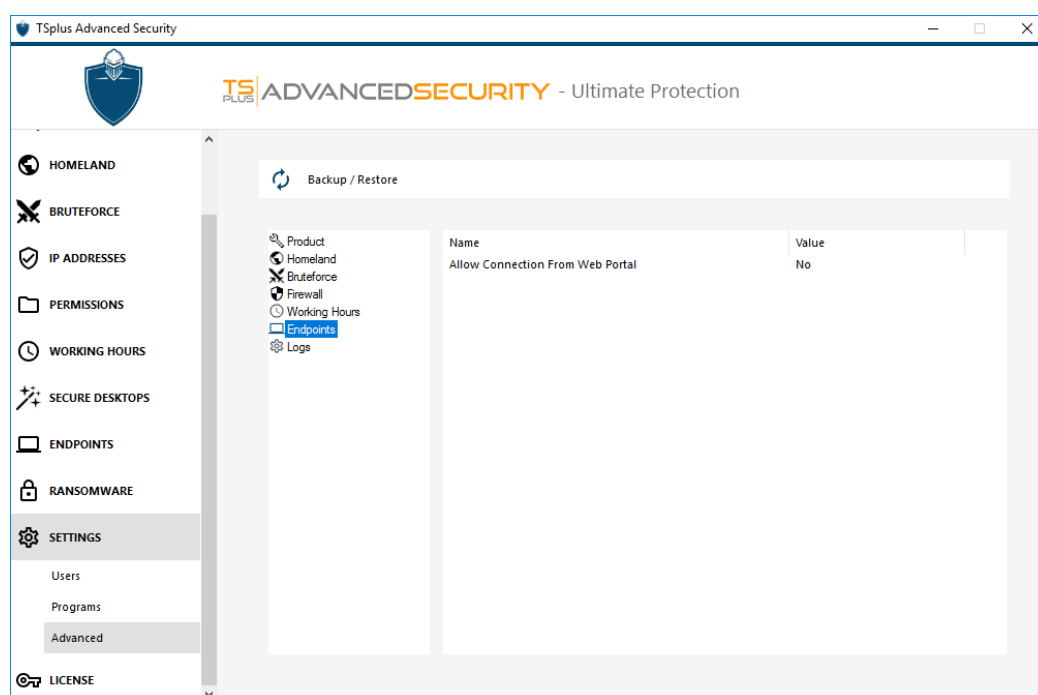 TSplus Advanced Security
TS PLUS ADVANCEDSECURITY - Ultimate Protection
HOMELAND
BRUTEFORCE
IP ADDRESSES
PERMISSIONS
WORKING HOURS
SECURE DESKTOPS
ENDPOINTS
RANSOMWARE
SETTINGS
Users
Programs
Advanced
LICENSE
Backup / Restore
Product
Homeland
Bruteforce
Firewall
Working Hours
Endpoints
Logs
Name Value
Allow Connection From Web Portal No